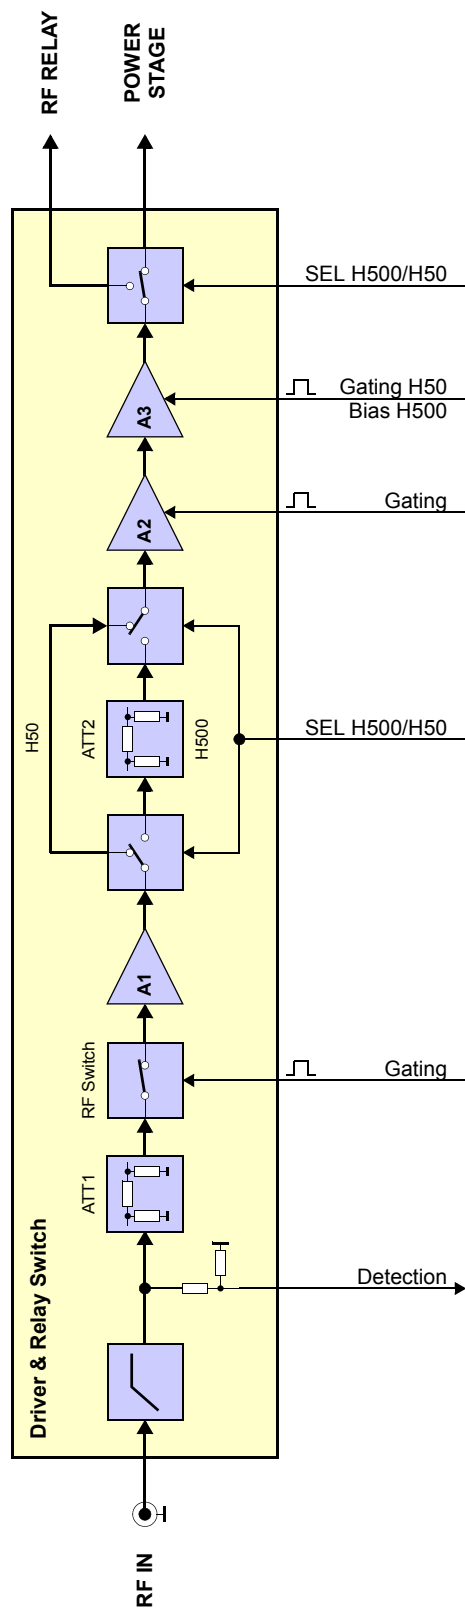 RF RELAY
POWER
STAGE
SEL H500/H50
Gating H50
Bias H500
A3
Gating
A2
H50
ATT2
H500
SEL H500/H50
A1
RF Switch
Gating
ATT1
Driver & Relay Switch
Detection
RF IN